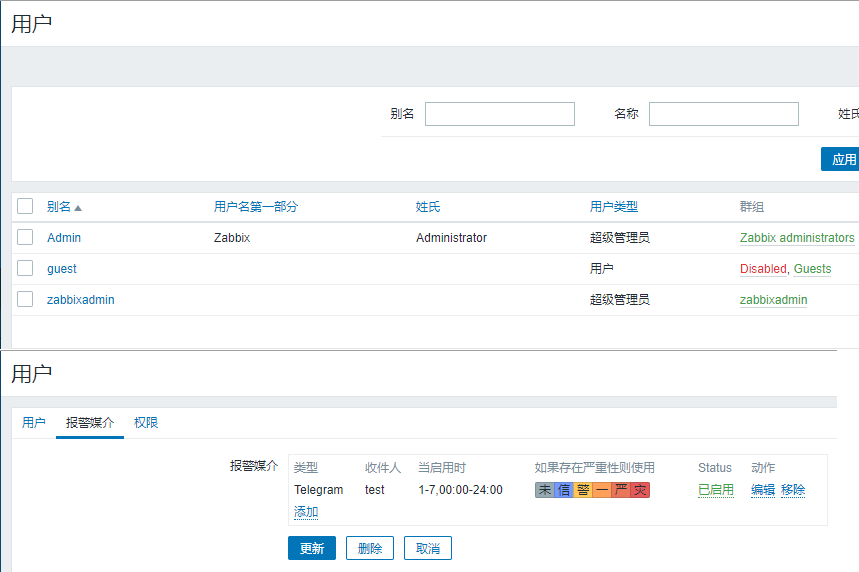 用户
别名 名称 姓氏
应用
别名 用户名第一部分 姓氏 用户类型 群组
Admin Zabbix Administrator 超级管理员 Zabbix administrators
guest 用户 Disabled, Guests
zabbixadmin 超级管理员 zabbixadmin
用户
用户 报警媒介 权限
报警媒介 类型 收件人 当启用时 如果存在严重性则使用 Status 动作
Telegram test 1-7,00:00-24:00 未 信 警 一 严 灾 已启用 编辑 移除
添加
更新 删除 取消